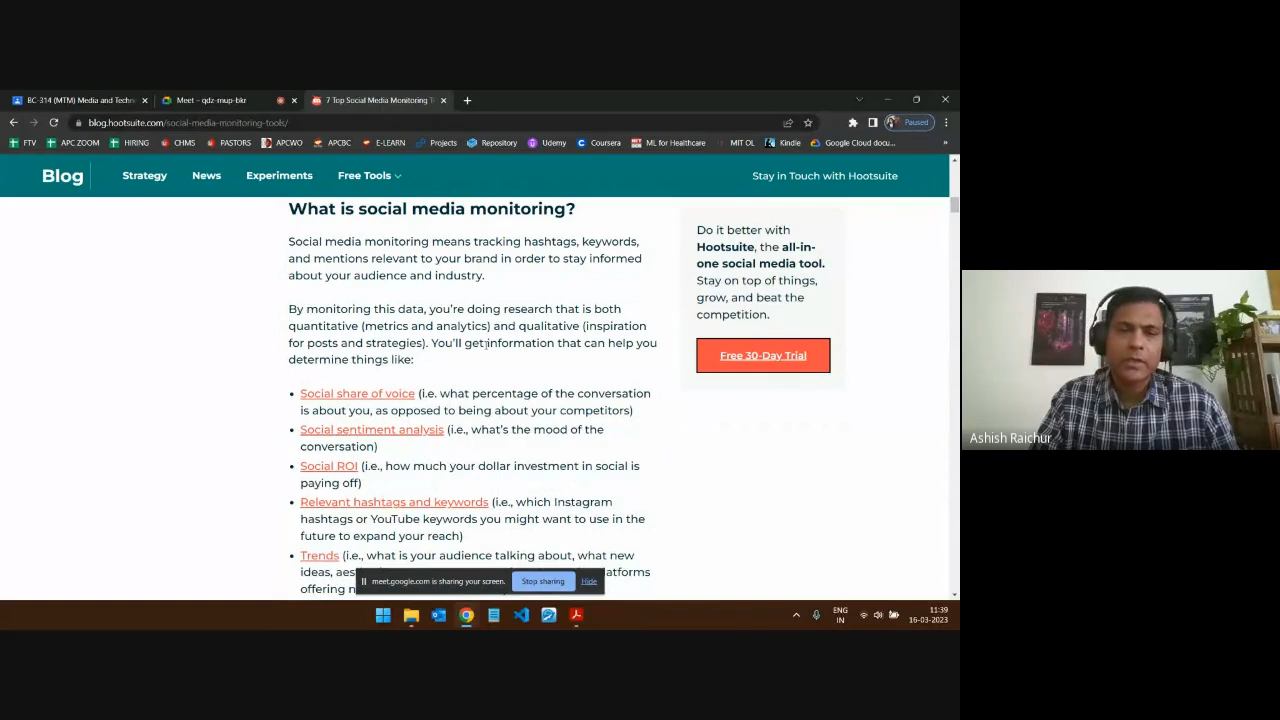 BC-314 (MTM) Media and Techn
Meet – qdz-mup-bkr
7 Top Social Media Monitoring T
blog.hootsuite.com/social-media-monitoring-tools/
Paused
FTV
APC ZOOM
HIRING
CHMS
PASTORS
APCWO
APCBC
E-LEARN
Projects
Repository
Udemy
Coursera
ML for Healthcare
MIT OL
Kindle
Google Cloud docu...
Blog
Strategy
News
Experiments
Free Tools
Stay in Touch with Hootsuite
What is social media monitoring?
Social media monitoring means tracking hashtags, keywords,
and mentions relevant to your brand in order to stay informed
about your audience and industry.
By monitoring this data, you’re doing research that is both
quantitative (metrics and analytics) and qualitative (inspiration
for posts and strategies). You’ll get information that can help you
determine things like:
• Social share of voice (i.e. what percentage of the conversation
is about you, as opposed to being about your competitors)
• Social sentiment analysis (i.e., what’s the mood of the
conversation)
• Social ROI (i.e., how much your dollar investment in social is
paying off)
• Relevant hashtags and keywords (i.e., which Instagram
hashtags or YouTube keywords you might want to use in the
future to expand your reach)
• Trends (i.e., what is your audience talking about, what new
ideas, aes
atforms
offering n
Do it better with
Hootsuite, the all-in-
one social media tool.
Stay on top of things,
grow, and beat the
competition.
Free 30-Day Trial
meet.google.com is sharing your screen.
Stop sharing
Hide
ENG
IN
11:39
16-03-2023
Ashish Raichur